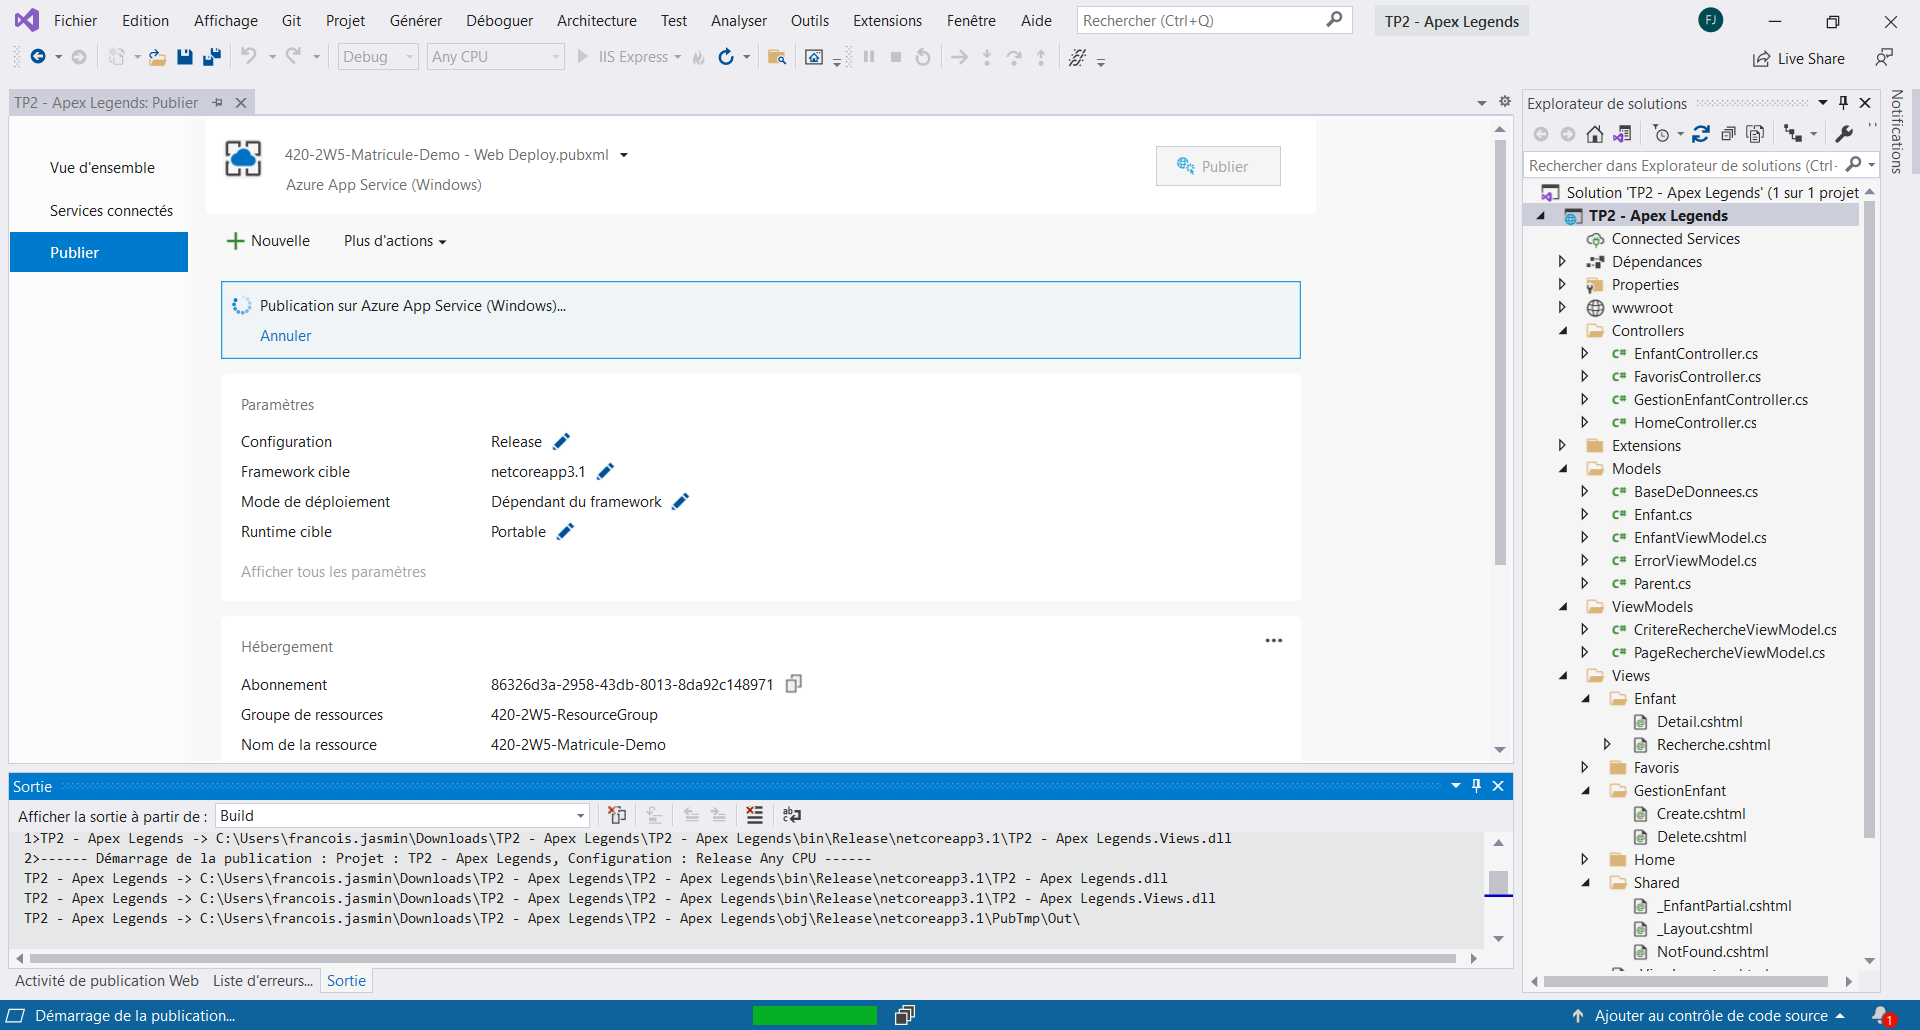 Fichier Edition Affichage Git Projet Générer Déboguer Architecture Test Analyser Outils Extensions Fenêtre Aide Rechercher (Ctrl+Q) TP2 - Apex Legends FJ
Debug Any CPU IIS Express Live Share
TP2 - Apex Legends: Publier
Vue d'ensemble
Services connectés
Publier
420-2W5-Matricule-Demo - Web Deploy.pubxml
Azure App Service (Windows)
Publier
Nouvelle Plus d'actions
Publication sur Azure App Service (Windows)...
Annuler
Paramètres
Configuration Release
Framework cible netcoreapp3.1
Mode de déploiement Dépendant du framework
Runtime cible Portable
Afficher tous les paramètres
Hébergement
Abonnement 86326d3a-2958-43db-8013-8da92c148971
Groupe de ressources 420-2W5-ResourceGroup
Nom de la ressource 420-2W5-Matricule-Demo
Sortie
Afficher la sortie à partir de : Build
1>TP2 - Apex Legends -> C:\Users\francois.jasmin\Downloads\TP2 - Apex Legends\TP2 - Apex Legends\bin\Release\netcoreapp3.1\TP2 - Apex Legends.Views.dll
2>------ Démarrage de la publication : Projet : TP2 - Apex Legends, Configuration : Release Any CPU ------
TP2 - Apex Legends -> C:\Users\francois.jasmin\Downloads\TP2 - Apex Legends\TP2 - Apex Legends\bin\Release\netcoreapp3.1\TP2 - Apex Legends.dll
TP2 - Apex Legends -> C:\Users\francois.jasmin\Downloads\TP2 - Apex Legends\TP2 - Apex Legends\bin\Release\netcoreapp3.1\TP2 - Apex Legends.Views.dll
TP2 - Apex Legends -> C:\Users\francois.jasmin\Downloads\TP2 - Apex Legends\TP2 - Apex Legends\obj\Release\netcoreapp3.1\PubTmp\Out\
Activité de publication Web Liste d'erreurs... Sortie
Explorateur de solutions
Rechercher dans Explorateur de solutions (Ctrl-
Solution 'TP2 - Apex Legends' (1 sur 1 projet
TP2 - Apex Legends
Connected Services
Dépendances
Properties
wwwroot
Controllers
C# EnfantController.cs
C# FavorisController.cs
C# GestionEnfantController.cs
C# HomeController.cs
Extensions
Models
C# BaseDeDonnees.cs
C# Enfant.cs
C# EnfantViewModel.cs
C# ErrorViewModel.cs
C# Parent.cs
ViewModels
C# CritereRechercheViewModel.cs
C# PageRechercheViewModel.cs
Views
Enfant
Detail.cshtml
Recherche.cshtml
Favoris
GestionEnfant
Create.cshtml
Delete.cshtml
Home
Shared
_EnfantPartial.cshtml
_Layout.cshtml
NotFound.cshtml
Notifications
Démarrage de la publication... Ajouter au contrôle de code source 1